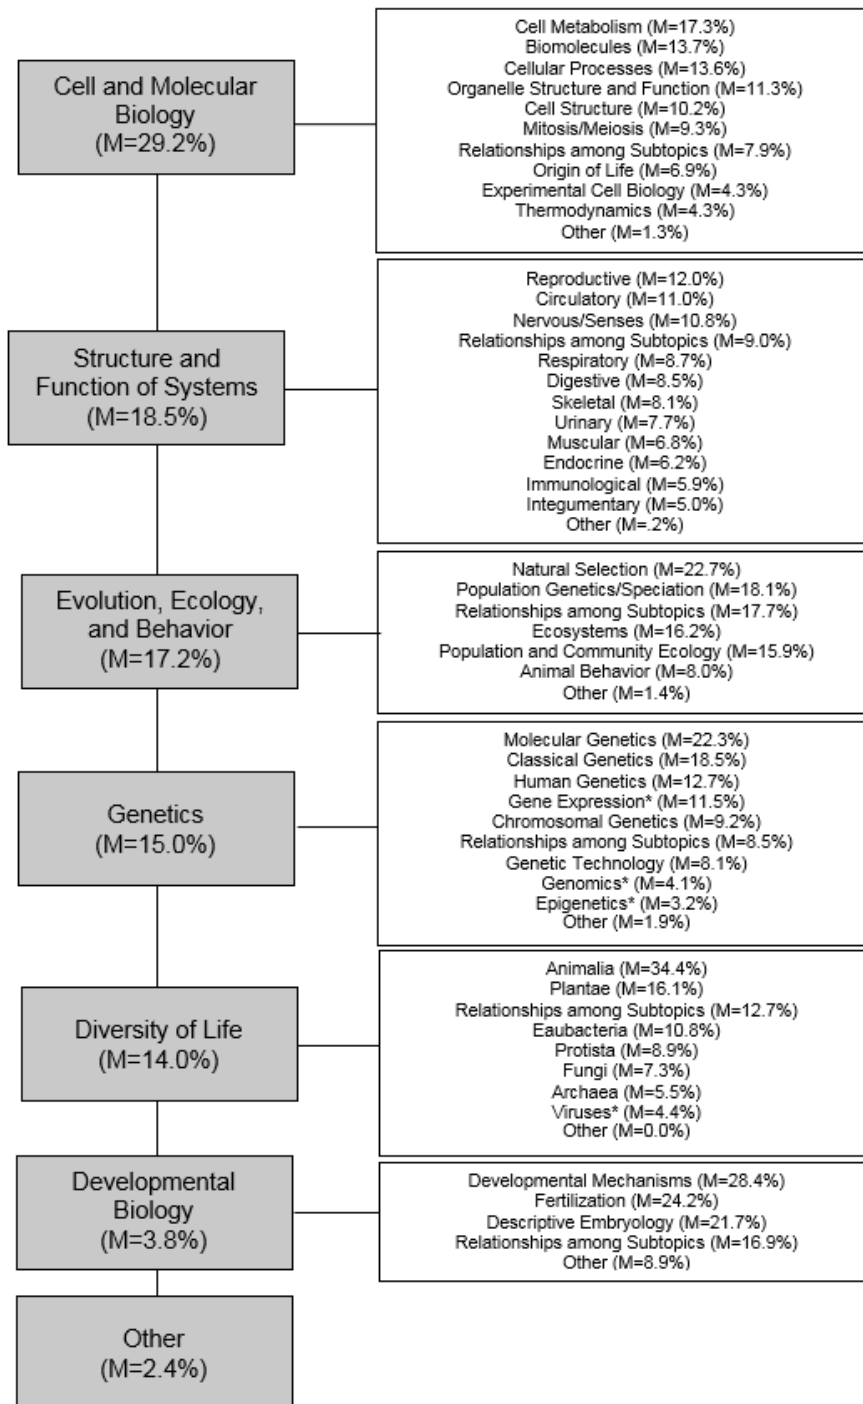 Cell and Molecular
Biology
(M=29.2%)
Cell Metabolism (M=17.3%)
Biomolecules (M=13.7%)
Cellular Processes (M=13.6%)
Organelle Structure and Function (M=11.3%)
Cell Structure (M=10.2%)
Mitosis/Meiosis (M=9.3%)
Relationships among Subtopics (M=7.9%)
Origin of Life (M=6.9%)
Experimental Cell Biology (M=4.3%)
Thermodynamics (M=4.3%)
Other (M=1.3%)
Structure and
Function of Systems
(M=18.5%)
Reproductive (M=12.0%)
Circulatory (M=11.0%)
Nervous/Senses (M=10.8%)
Relationships among Subtopics (M=9.0%)
Respiratory (M=8.7%)
Digestive (M=8.5%)
Skeletal (M=8.1%)
Urinary (M=7.7%)
Muscular (M=6.8%)
Endocrine (M=6.2%)
Immunological (M=5.9%)
Integumentary (M=5.0%)
Other (M=.2%)
Evolution, Ecology,
and Behavior
(M=17.2%)
Natural Selection (M=22.7%)
Population Genetics/Speciation (M=18.1%)
Relationships among Subtopics (M=17.7%)
Ecosystems (M=16.2%)
Population and Community Ecology (M=15.9%)
Animal Behavior (M=8.0%)
Other (M=1.4%)
Genetics
(M=15.0%)
Molecular Genetics (M=22.3%)
Classical Genetics (M=18.5%)
Human Genetics (M=12.7%)
Gene Expression* (M=11.5%)
Chromosomal Genetics (M=9.2%)
Relationships among Subtopics (M=8.5%)
Genetic Technology (M=8.1%)
Genomics* (M=4.1%)
Epigenetics* (M=3.2%)
Other (M=1.9%)
Diversity of Life
(M=14.0%)
Animalia (M=34.4%)
Plantae (M=16.1%)
Relationships among Subtopics (M=12.7%)
Eaubacteria (M=10.8%)
Protista (M=8.9%)
Fungi (M=7.3%)
Archaea (M=5.5%)
Viruses* (M=4.4%)
Other (M=0.0%)
Developmental
Biology
(M=3.8%)
Developmental Mechanisms (M=28.4%)
Fertilization (M=24.2%)
Descriptive Embryology (M=21.7%)
Relationships among Subtopics (M=16.9%)
Other (M=8.9%)
Other
(M=2.4%)